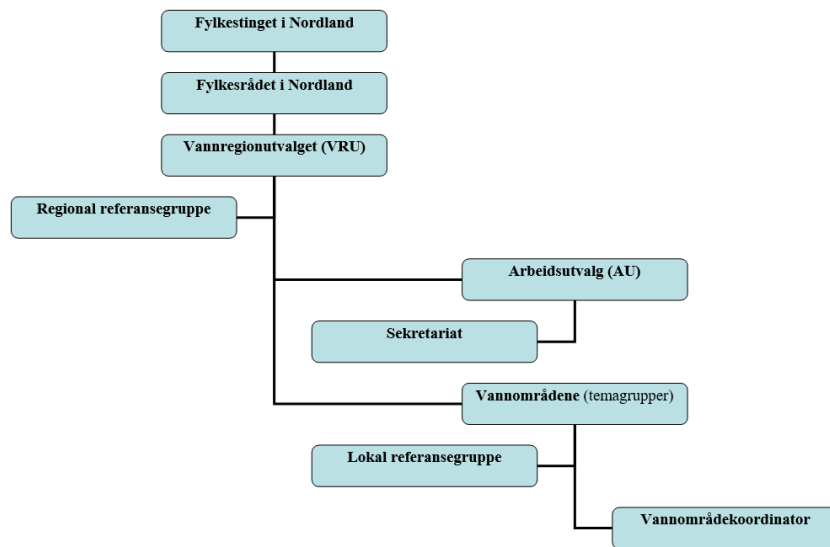 Fylkestinget i Nordland
Fylkesrådet i Nordland
Vannregionutvalget (VRU)
Regional referansegruppe
Arbeidsutvalg (AU)
Sekretariat
Vannområdene (temagrupper)
Lokal referansegruppe
Vannområdekoordinator